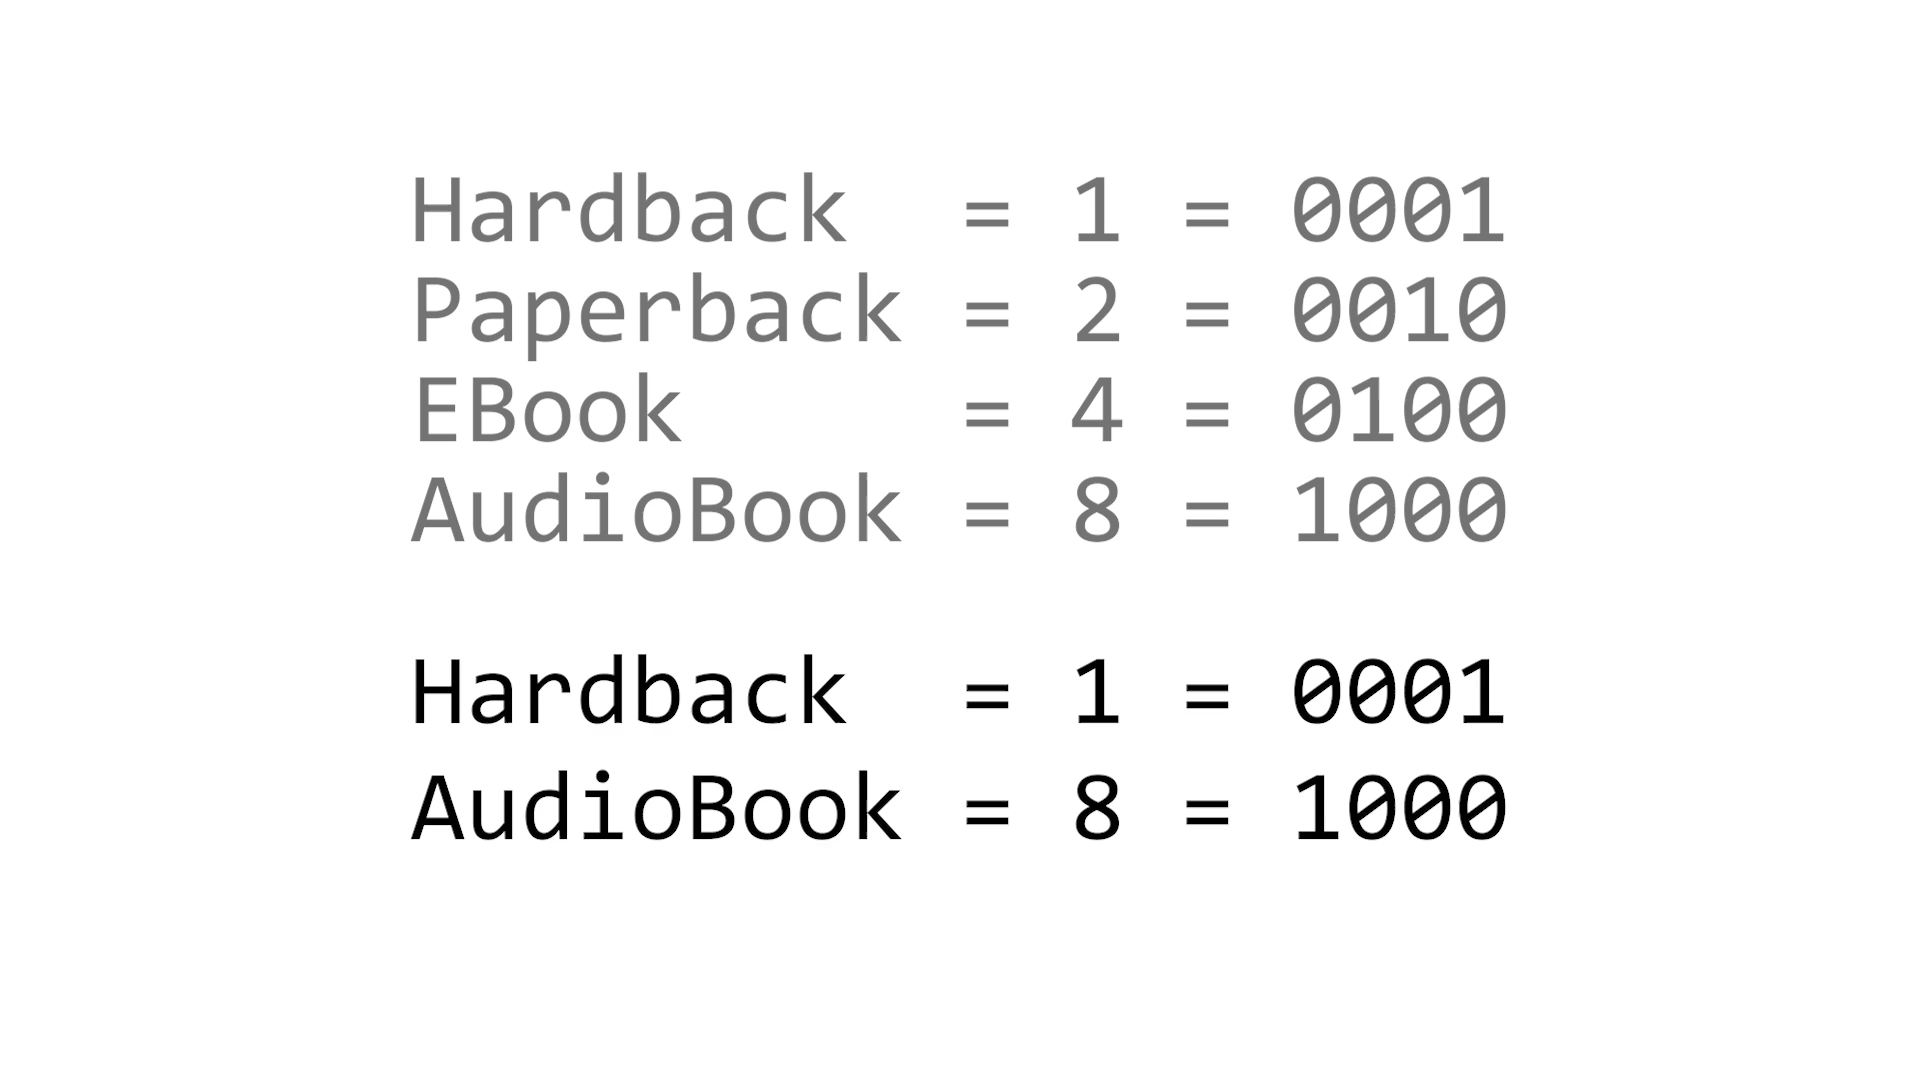 Hardback  = 1 = 0001
Paperback = 2 = 0010
EBook     = 4 = 0100
AudioBook = 8 = 1000
Hardback  = 1 = 0001
AudioBook = 8 = 1000